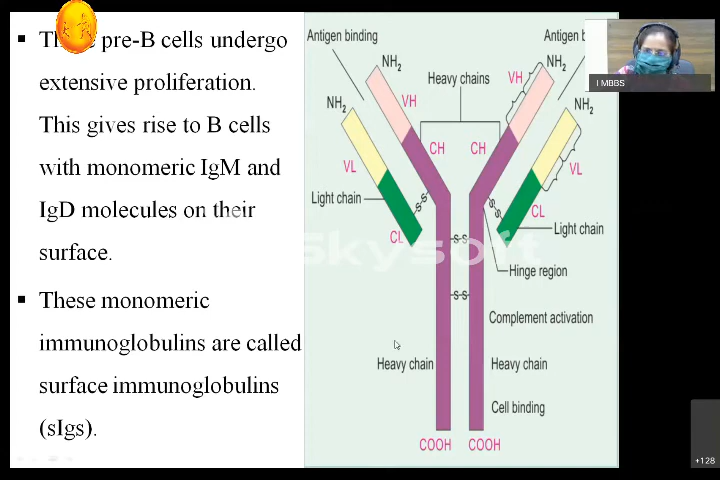 pre-B cells undergo
extensive proliferation.
This gives rise to B cells
with monomeric IgM and
IgD molecules on their
surface.
These monomeric
immunoglobulins are called
surface immunoglobulins
(sIgs).
Antigen binding
Antigen b
NH2
NH2
Heavy chains
VH
VH
NH2
NH2
CH
CH
VL
VL
Light chain
S-S
S-S
CL
CL
Light chain
S-S
Skysoft
Hinge region
S-S
Complement activation
Heavy chain
Heavy chain
Cell binding
COOH
COOH
I MBBS
+128